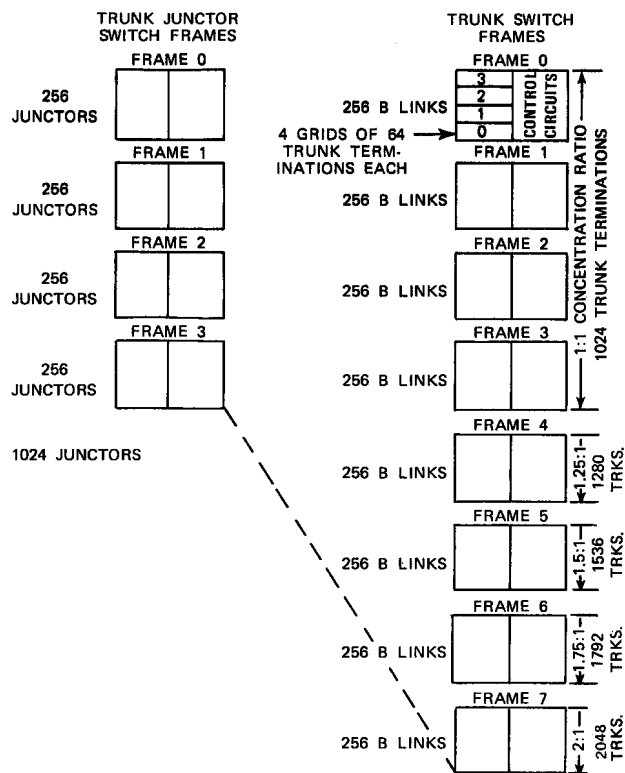 TRUNK JUNCTOR
SWITCH FRAMES
FRAME 0
256
JUNCTORS
FRAME 1
256
JUNCTORS
FRAME 2
256
JUNCTORS
FRAME 3
256
JUNCTORS
1024 JUNCTORS
TRUNK SWITCH
FRAMES
FRAME 0
3
2
1
0
CONTROL
CIRCUITS
256 B LINKS
4 GRIDS OF 64
TRUNK TERM-
INATIONS EACH
FRAME 1
256 B LINKS
FRAME 2
256 B LINKS
FRAME 3
256 B LINKS
1:1 CONCENTRATION RATIO
1024 TRUNK TERMINATIONS
FRAME 4
256 B LINKS
1.25:1
1280
TRKS.
FRAME 5
256 B LINKS
1.5:1
1536
TRKS.
FRAME 6
256 B LINKS
1.75:1
1792
TRKS.
FRAME 7
256 B LINKS
2:1
2048
TRKS.